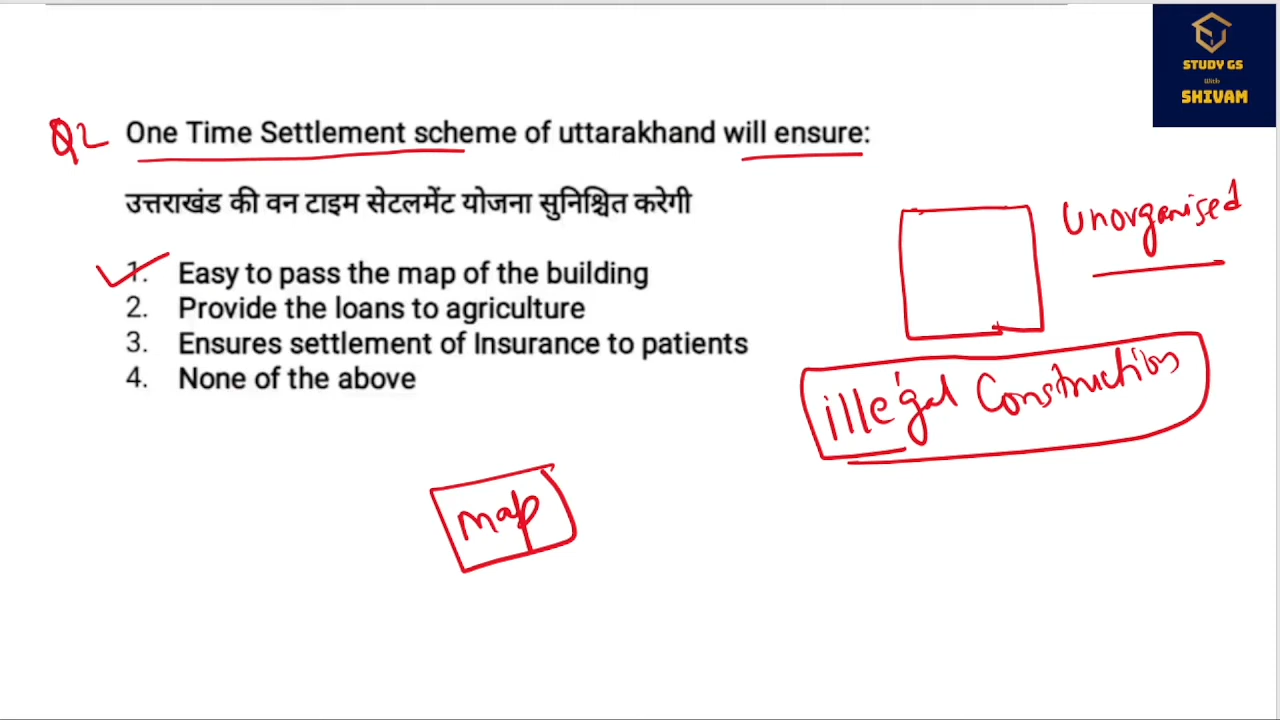 STUDY GS
With
SHIVAM
Q2 One Time Settlement scheme of uttarakhand will ensure:
उत्तराखंड की वन टाइम सेटलमेंट योजना सुनिश्चित करेगी
1. Easy to pass the map of the building
2. Provide the loans to agriculture
3. Ensures settlement of Insurance to patients
4. None of the above
Unorganised
illegal Construction
map